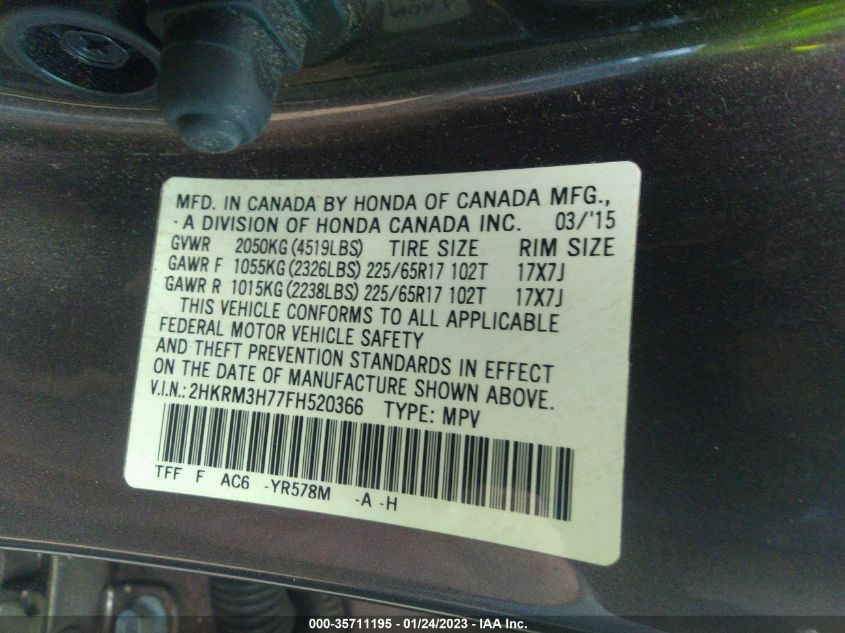 MFD. IN CANADA BY HONDA OF CANADA MFG.,
A DIVISION OF HONDA CANADA INC. 03/'15
GVWR 2050KG(4519LBS) TIRE SIZE RIM SIZE
GAWR F 1055KG(2326LBS) 225/65R17 102T 17X7J
GAWR R 1015KG(2238LBS) 225/65R17 102T 17X7J
THIS VEHICLE CONFORMS TO ALL APPLICABLE
FEDERAL MOTOR VEHICLE SAFETY
AND THEFT PREVENTION STANDARDS IN EFFECT
ON THE DATE OF MANUFACTURE SHOWN ABOVE.
V.I.N.: 2HKRM3H77FH520366 TYPE: MPV
TFF F AC6 -YR578M -A -H
000-35711195 - 01/24/2023 - IAA Inc.